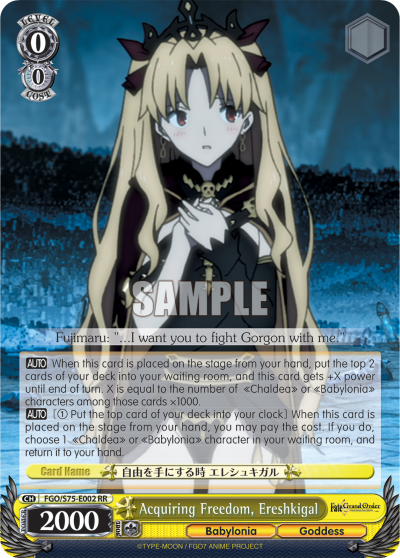 LEVEL
0
0
COST
SAMPLE
Fujimaru: "...I want you to fight Gorgon with me."
AUTO When this card is placed on the stage from your hand, put the top 2
cards of your deck into your waiting room, and this card gets +X power
until end of turn. X is equal to the number of «Chaldea» or «Babylonia»
characters among those cards ×1000.
AUTO [① Put the top card of your deck into your clock] When this card is
placed on the stage from your hand, you may pay the cost. If you do,
choose 1 «Chaldea» or «Babylonia» character in your waiting room, and
return it to your hand.
Card Name 自由を手にする時 エレシュキガル
CH FGO/S75-E002 RR
Acquiring Freedom, Ereshkigal
Fate/Grand Order
POWER
2000
SOUL
Babylonia Goddess
©TYPE-MOON / FGO7 ANIME PROJECT